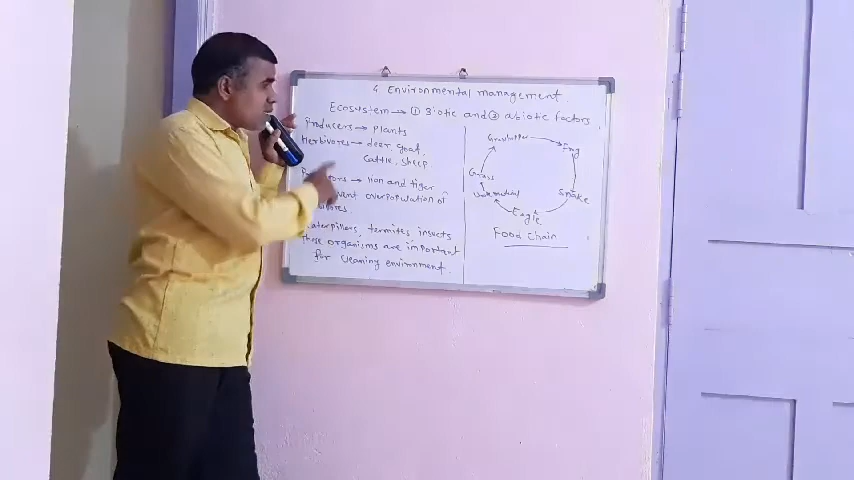 4 Environmental management
Ecosystem → ① Biotic and ② abiotic factors
Producers → Plants
Herbivores → deer goat,
cattle, sheep.
→ lion and tiger
prevent overpopulation of
caterpillars, termites insects
These organisms are important
for cleaning environment.
Grasshopper
Frog
Snake
Eagle
Grass
Food Chain